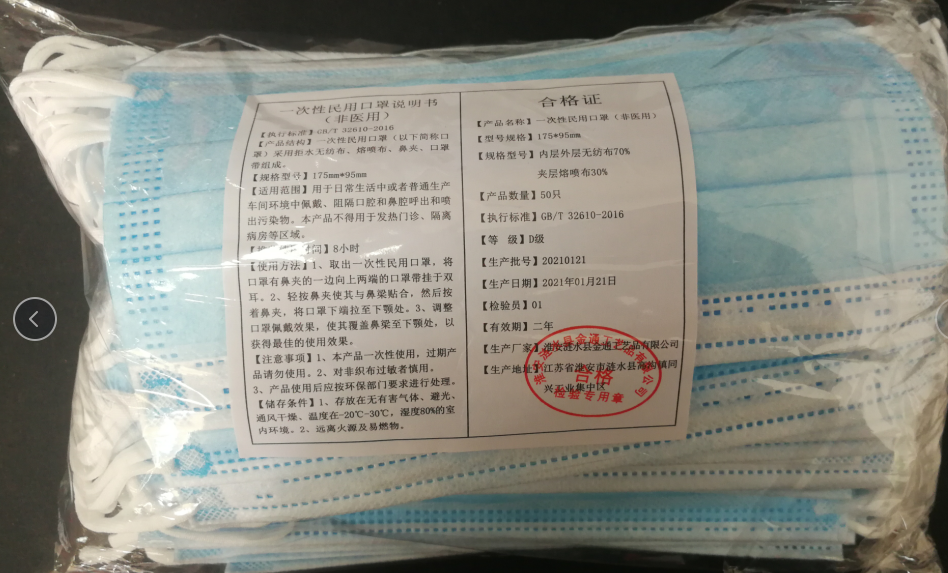 一次性民用口罩说明书
（非医用）
【执行标准】GB/T 32610-2016
【产品结构】一次性民用口罩（以下简称口
罩）采用拒水无纺布、熔喷布、鼻夹、口罩
带组成。
【规格型号】175mm*95mm
【适用范围】用于日常生活中或者普通生产
车间环境中佩戴、阻隔口腔和鼻腔呼出和喷
出污染物。本产品不得用于发热门诊、隔离
病房等区域。
时间】8小时
【使用方法】1、取出一次性民用口罩，将
口罩有鼻夹的一边向上两端的口罩带挂于双
耳。2、轻按鼻夹使其与鼻梁贴合，然后按
着鼻夹，将口罩下端拉至下颚处。3、调整
口罩佩戴效果，使其覆盖鼻梁至下颚处，以
获得最佳的使用效果。
【注意事项】1、本产品一次性使用，过期产
品请勿使用。2、对非织布过敏者慎用。
3、产品使用后应按环保部门要求进行处理。
【储存条件】1、存放在无有害气体、避光、
通风干燥、温度在-20℃-30℃，湿度80%的室
内环境。2、远离火源及易燃物。
合格证
【产品名称】一次性民用口罩（非医用）
【型号规格】175*95mm
【规格型号】内层外层无纺布70%
夹层熔喷布30%
【产品数量】50只
【执行标准】GB/T 32610-2016
【等 级】D级
【生产批号】20210121
【生产日期】2021年01月21日
【检验员】01
【有效期】二年
【生产厂家】淮安涟水县金通工艺品有限公司
【生产地址】江苏省淮安市涟水县高沟镇同
兴工业集中区
合格
检验专用章